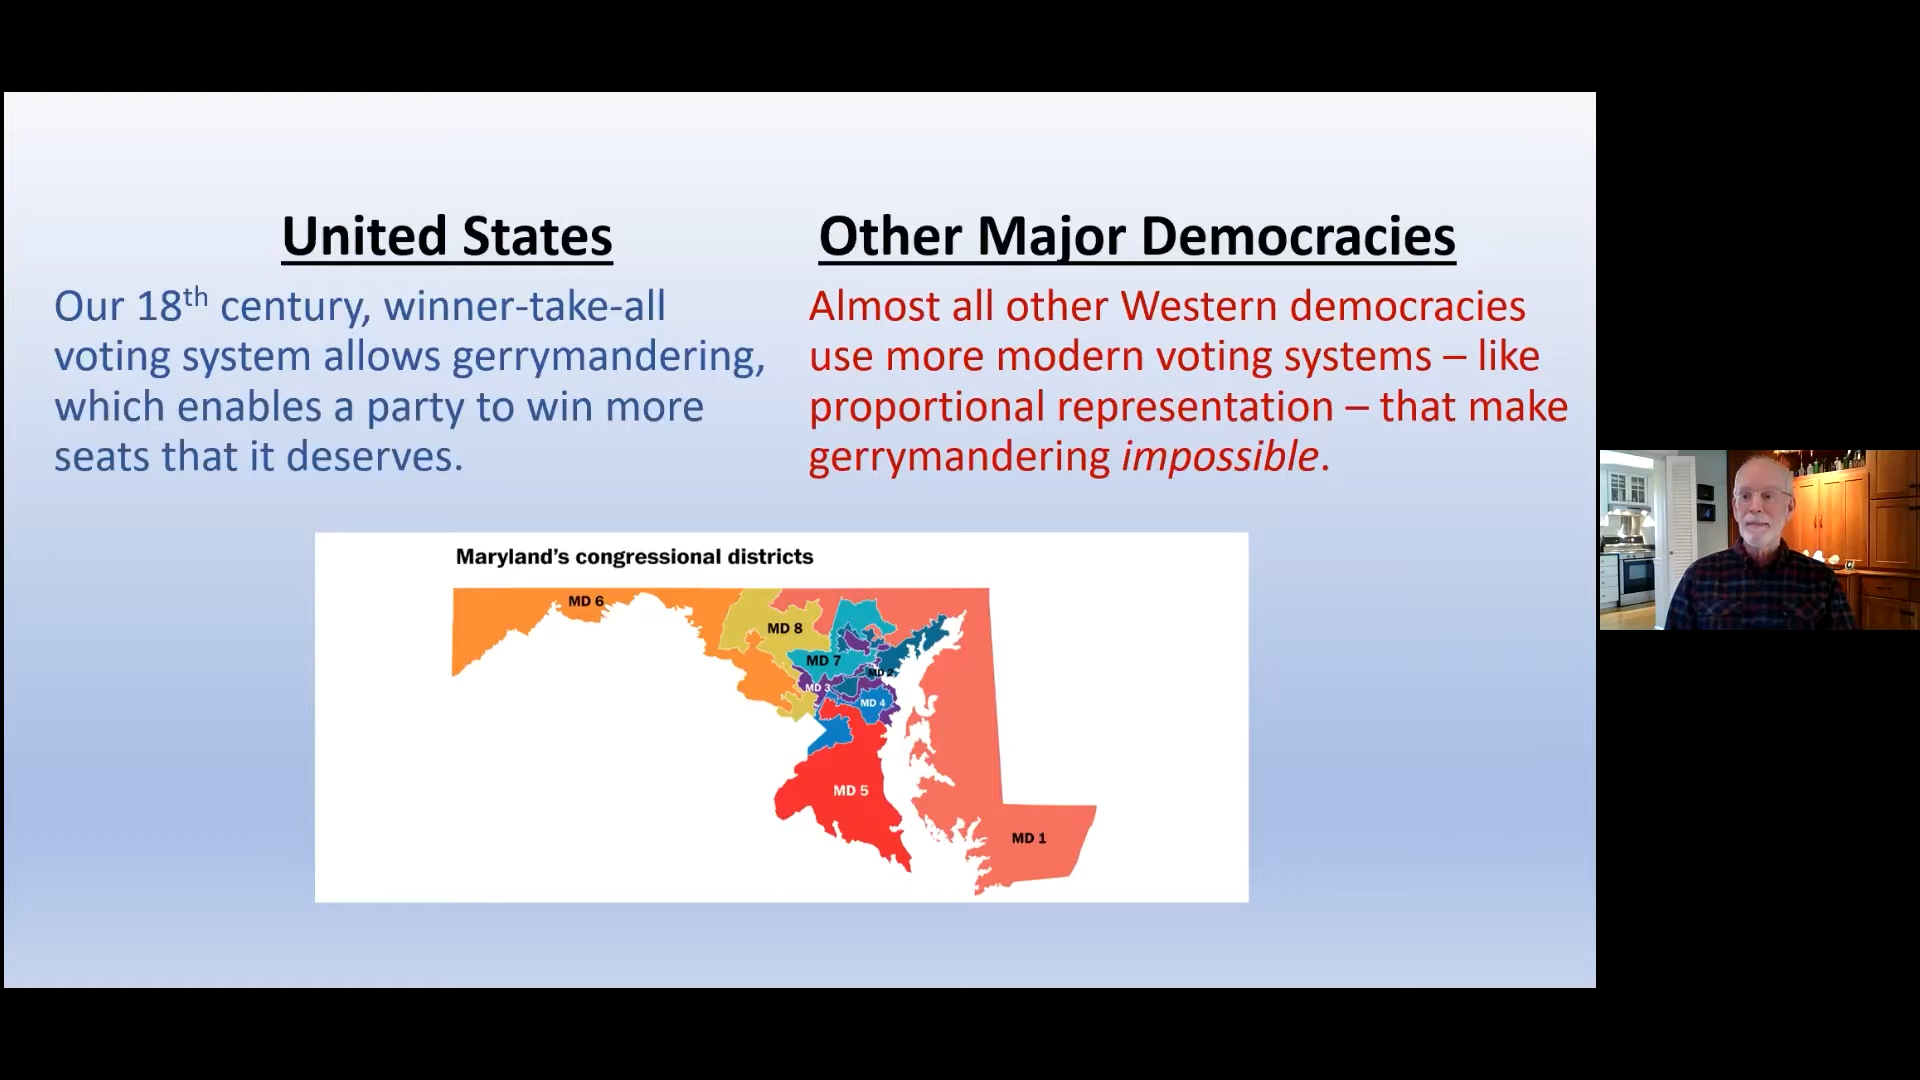 United States
Our 18th century, winner-take-all
voting system allows gerrymandering,
which enables a party to win more
seats that it deserves.
Other Major Democracies
Almost all other Western democracies
use more modern voting systems – like
proportional representation – that make
gerrymandering impossible.
Maryland's congressional districts
MD 6
MD 8
MD 7
MD 2
MD 3
MD 4
MD 5
MD 1